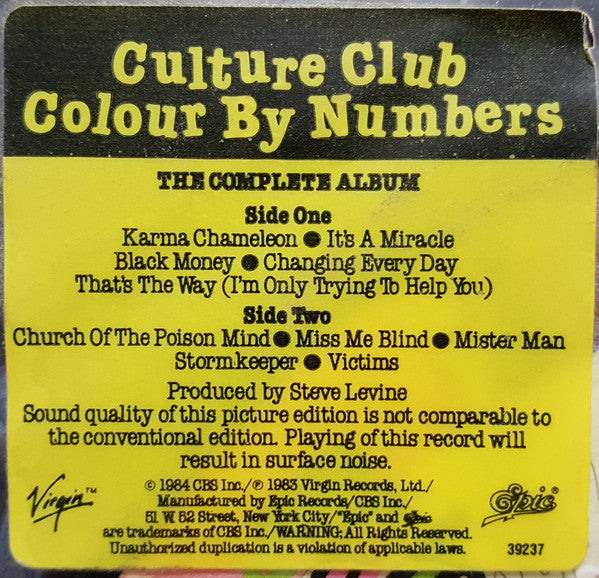 Culture Club
Colour By Numbers
THE COMPLETE ALBUM
Side One
Karma Chameleon ● It's A Miracle
Black Money ● Changing Every Day
That's The Way (I'm Only Trying To Help You)
Side Two
Church Of The Poison Mind ● Miss Me Blind ● Mister Man
Stormkeeper ● Victims
Produced by Steve Levine
Sound quality of this picture edition is not comparable to
the conventional edition. Playing of this record will
result in surface noise.
Virgin™
© 1984 CBS Inc./℗ 1983 Virgin Records, Ltd./
Manufactured by Epic Records/CBS Inc./
51 W. 52 Street, New York City/"Epic" and Epic
are trademarks of CBS Inc./WARNING: All Rights Reserved.
Unauthorized duplication is a violation of applicable laws.
Epic®
39237